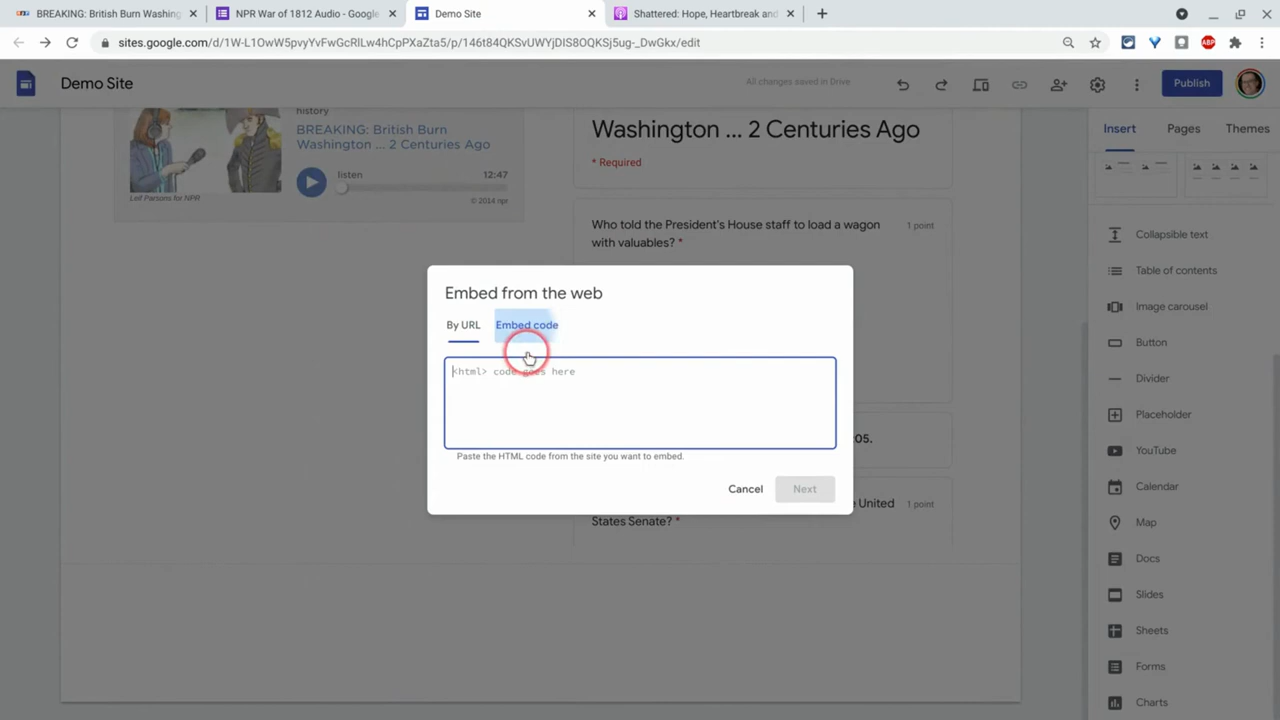 BREAKING: British Burn Washing
NPR War of 1812 Audio - Google
Demo Site
Shattered: Hope, Heartbreak and
sites.google.com/d/1W-L1OwW5pvyYvFwGcRlLw4hCpPXaZta5/p/146t84QXSvUWYjDIS8OQKSj5ug-_DwGkx/edit
Demo Site
All changes saved in Drive
Publish
Insert
Pages
Themes
history
BREAKING: British Burn
Washington ... 2 Centuries Ago
listen
12:47
Leif Parsons for NPR
© 2014 npr
Washington ... 2 Centuries Ago
* Required
Who told the President's House staff to load a wagon
with valuables? *
1 point
05.
e United
States Senate? *
1 point
Embed from the web
By URL
Embed code
<html> code goes here
Paste the HTML code from the site you want to embed.
Cancel
Next
Collapsible text
Table of contents
Image carousel
Button
Divider
Placeholder
YouTube
Calendar
Map
Docs
Slides
Sheets
Forms
Charts